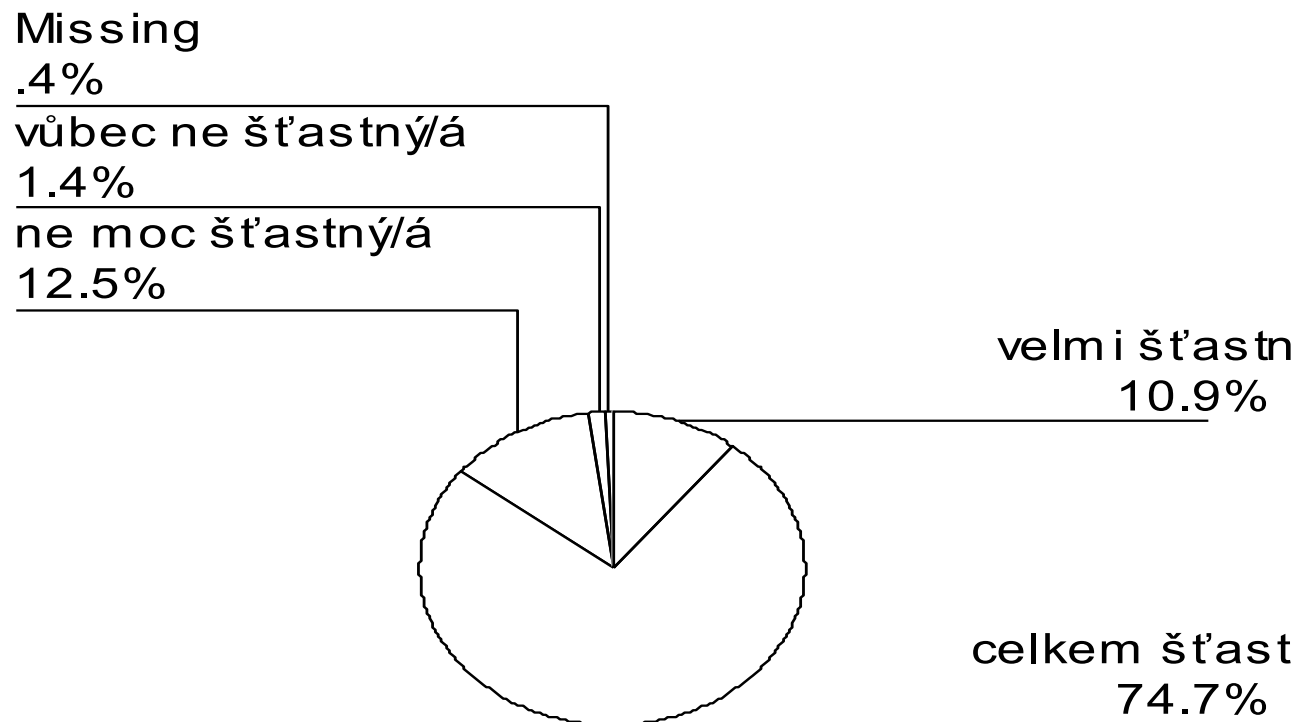 Missing
.4%
vůbec ne šťastný/á
1.4%
ne moc šťastný/á
12.5%
velmi šťastn
10.9%
celkem šťast
74.7%